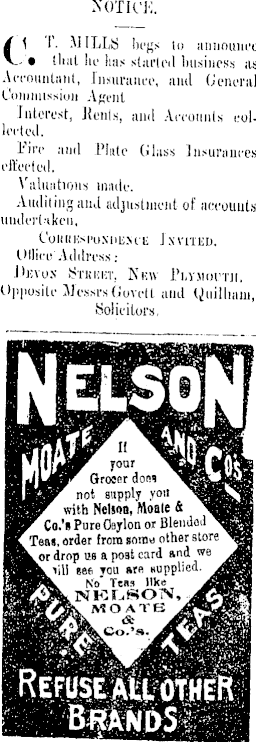 NOTICE.
C. T. MILLS begs to announce
that he has started business as
Accountant, Insurance, and General
Commission Agent
Interest, Rents, and Accounts col-
lected.
Fire and Plate Glass Insurances
effected.
Valuations made.
Auditing and adjustment of accounts
undertaken.
CORRESPONDENCE INVITED.
Office Address:
DEVON STREET, NEW PLYMOUTH.
Opposite Messrs Govett and Quilliam,
Solicitors.
NELSON
MOATE AND COS
If
your
Grocer does
not supply you
with Nelson, Moate &
Co.'s Pure Ceylon or Blended
Teas, order from some other store
or drop us a post card and we
will see you are supplied.
No Teas like
NELSON,
MOATE
&
Co.'s.
PURE TEAS
REFUSE ALL OTHER
BRANDS